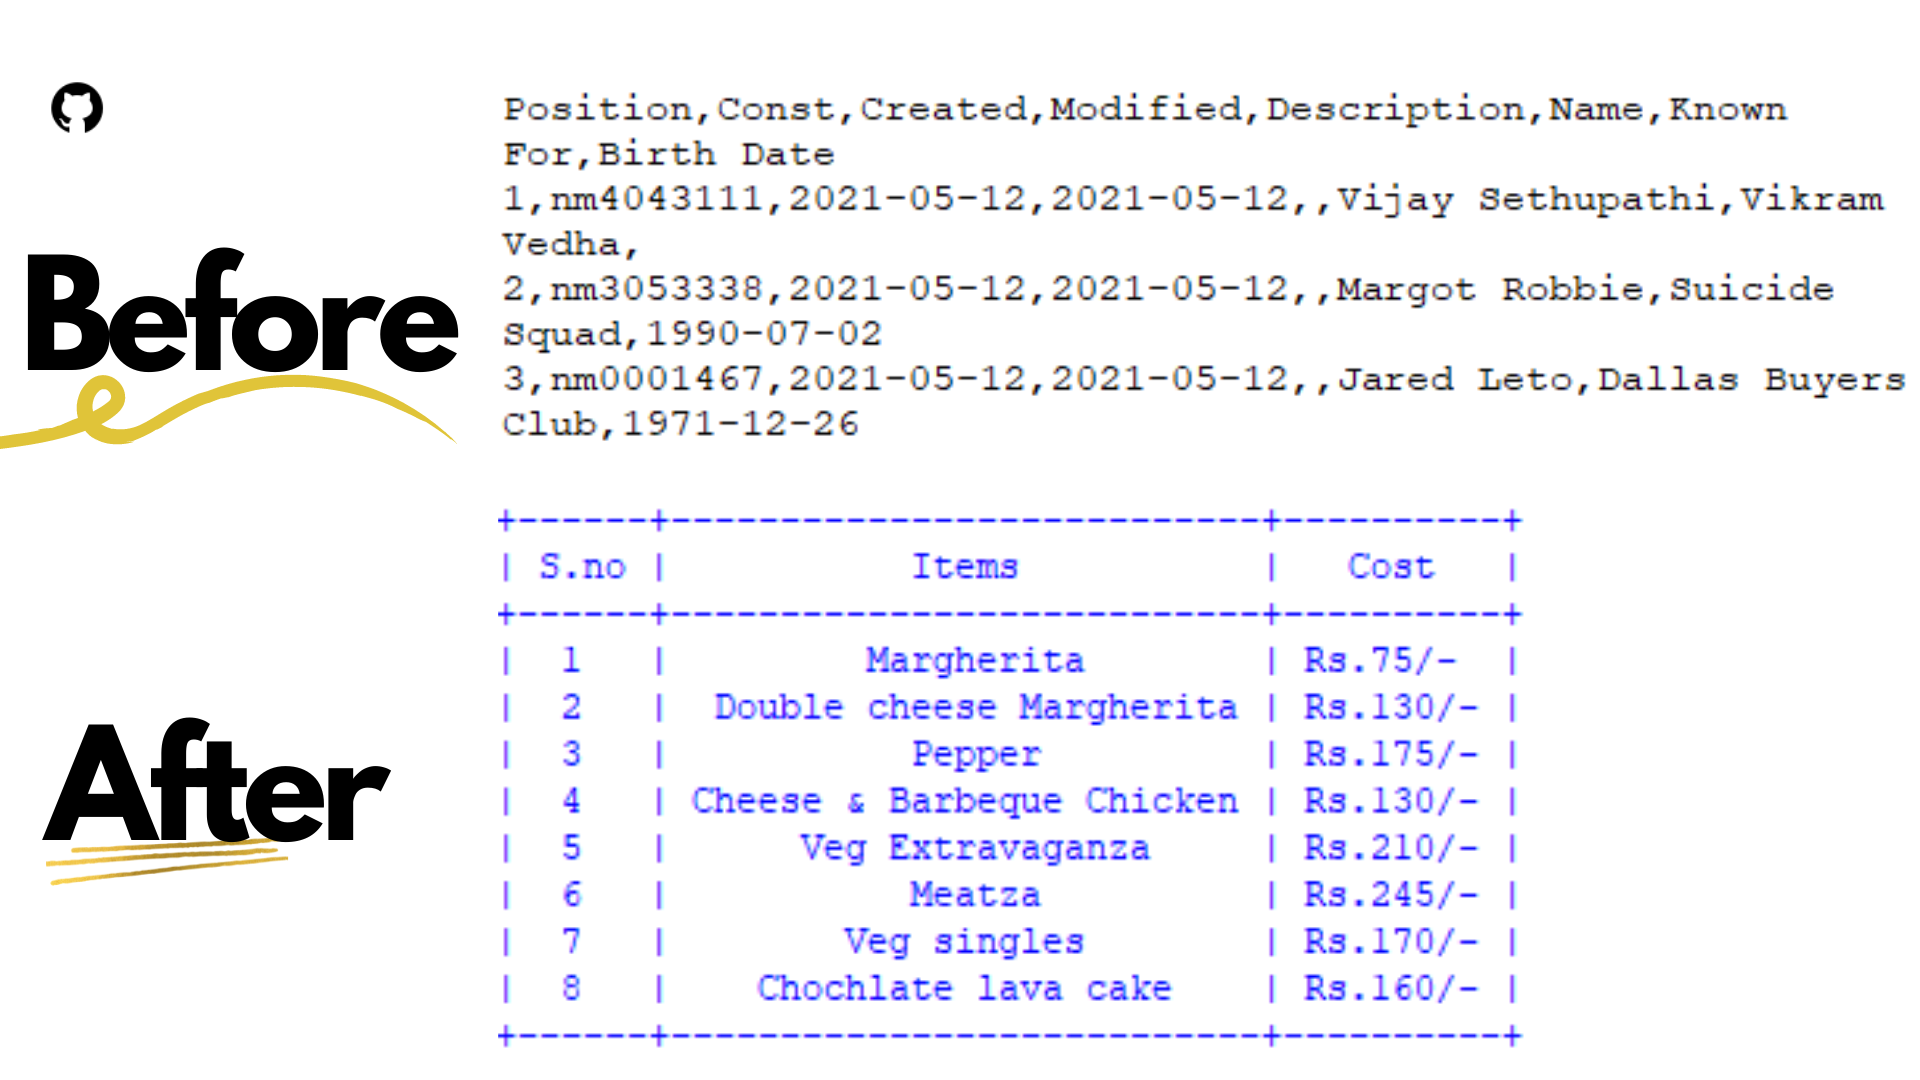 Before
Position,Const,Created,Modified,Description,Name,Known
For,Birth Date
1,nm4043111,2021-05-12,2021-05-12,,Vijay Sethupathi,Vikram
Vedha,
2,nm3053338,2021-05-12,2021-05-12,,Margot Robbie,Suicide
Squad,1990-07-02
3,nm0001467,2021-05-12,2021-05-12,,Jared Leto,Dallas Buyers
Club,1971-12-26
After
+------+---------------------------+----------+
| S.no |           Items           |   Cost   |
+------+---------------------------+----------+
|  1   |         Margherita        | Rs.75/-  |
|  2   |  Double cheese Margherita | Rs.130/- |
|  3   |           Pepper          | Rs.175/- |
|  4   | Cheese & Barbeque Chicken | Rs.130/- |
|  5   |      Veg Extravaganza     | Rs.210/- |
|  6   |           Meatza          | Rs.245/- |
|  7   |        Veg singles        | Rs.170/- |
|  8   |    Chochlate lava cake    | Rs.160/- |
+------+---------------------------+----------+